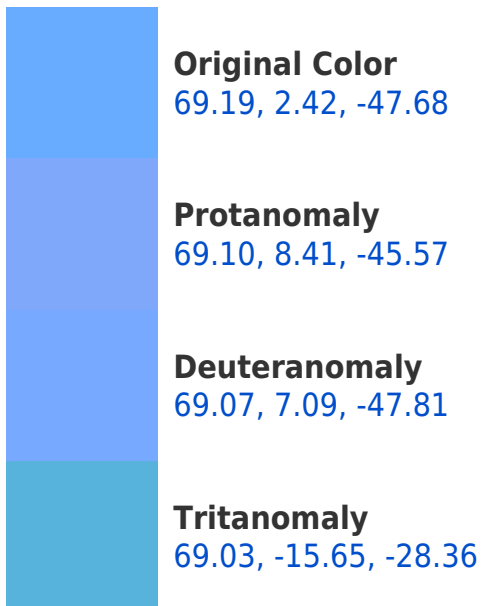 Original Color
69.19, 2.42, -47.68
Protanomaly
69.10, 8.41, -45.57
Deuteranomaly
69.07, 7.09, -47.81
Tritanomaly
69.03, -15.65, -28.36